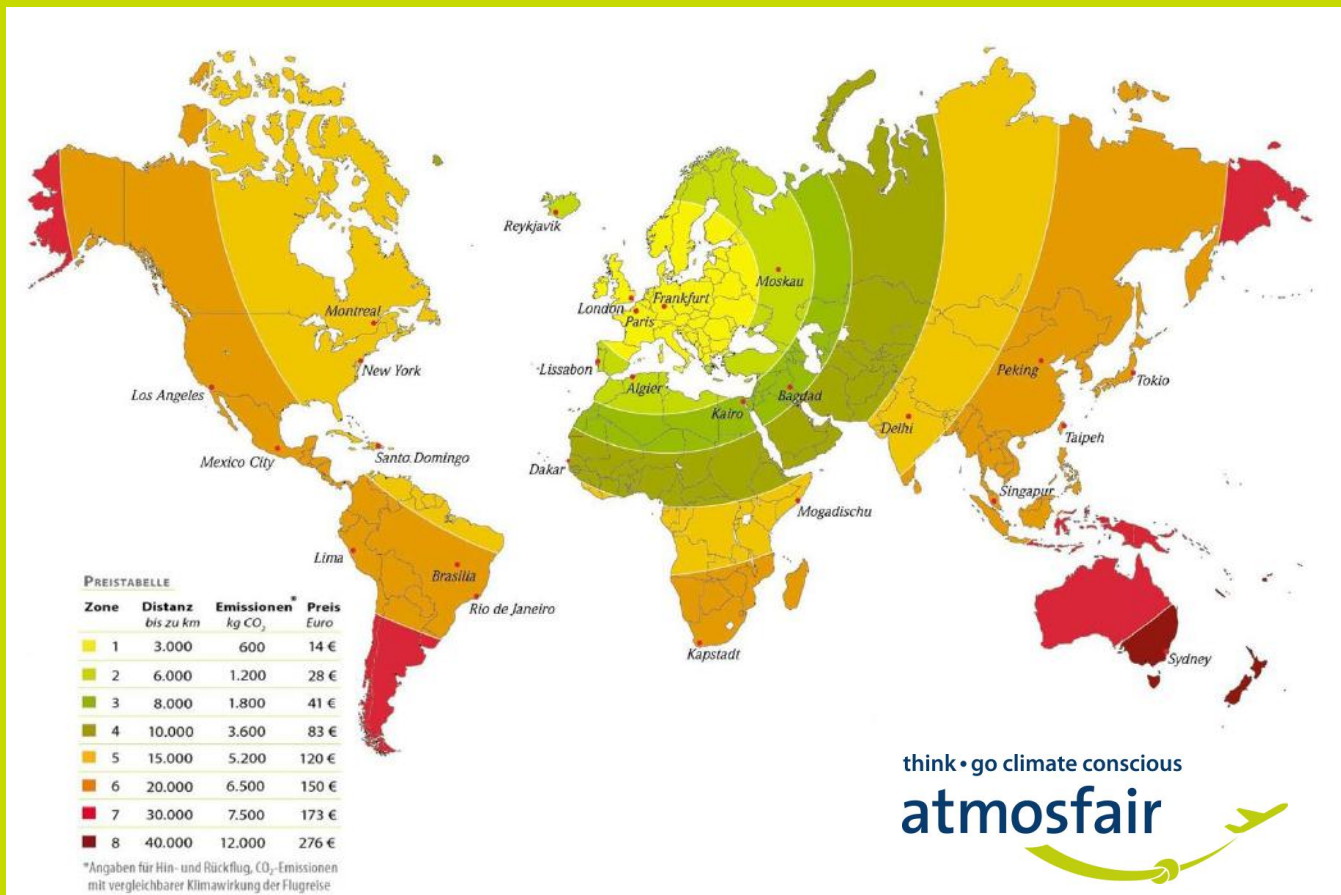 Reykjavik
Moskau
London
Frankfurt
Paris
Montreal
New York
Lissabon
Algier
Los Angeles
Kairo
Bagdad
Peking
Tokio
Delhi
Taipeh
Mexico City
Santo Domingo
Dakar
Singapur
Mogadischu
Lima
Brasilia
Rio de Janeiro
Kapstadt
Sydney
PREISTABELLE
Zone Distanz Emissionen* Preis
bis zu km kg CO₂ Euro
1 3.000 600 14 €
2 6.000 1.200 28 €
3 8.000 1.800 41 €
4 10.000 3.600 83 €
5 15.000 5.200 120 €
6 20.000 6.500 150 €
7 30.000 7.500 173 €
8 40.000 12.000 276 €
*Angaben für Hin- und Rückflug, CO₂-Emissionen
mit vergleichbarer Klimawirkung der Flugreise
think • go climate conscious
atmosfair